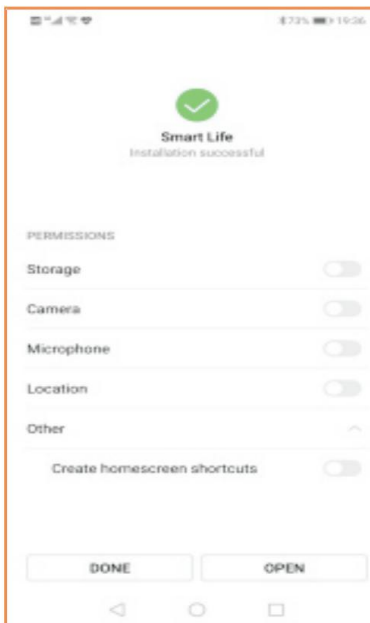 73% 19:36
Smart Life
Installation successful
PERMISSIONS
Storage
Camera
Microphone
Location
Other
Create homescreen shortcuts
DONE OPEN